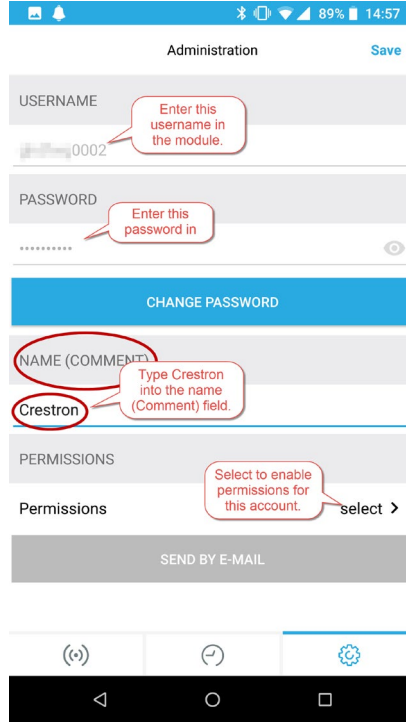 89% 14:57
Administration
Save
USERNAME
Enter this
username in
the module.
0002
PASSWORD
Enter this
password in
CHANGE PASSWORD
NAME (COMMENT)
Type Crestron
into the name
(Comment) field.
Crestron
PERMISSIONS
Select to enable
permissions for
this account.
Permissions
select >
SEND BY E-MAIL